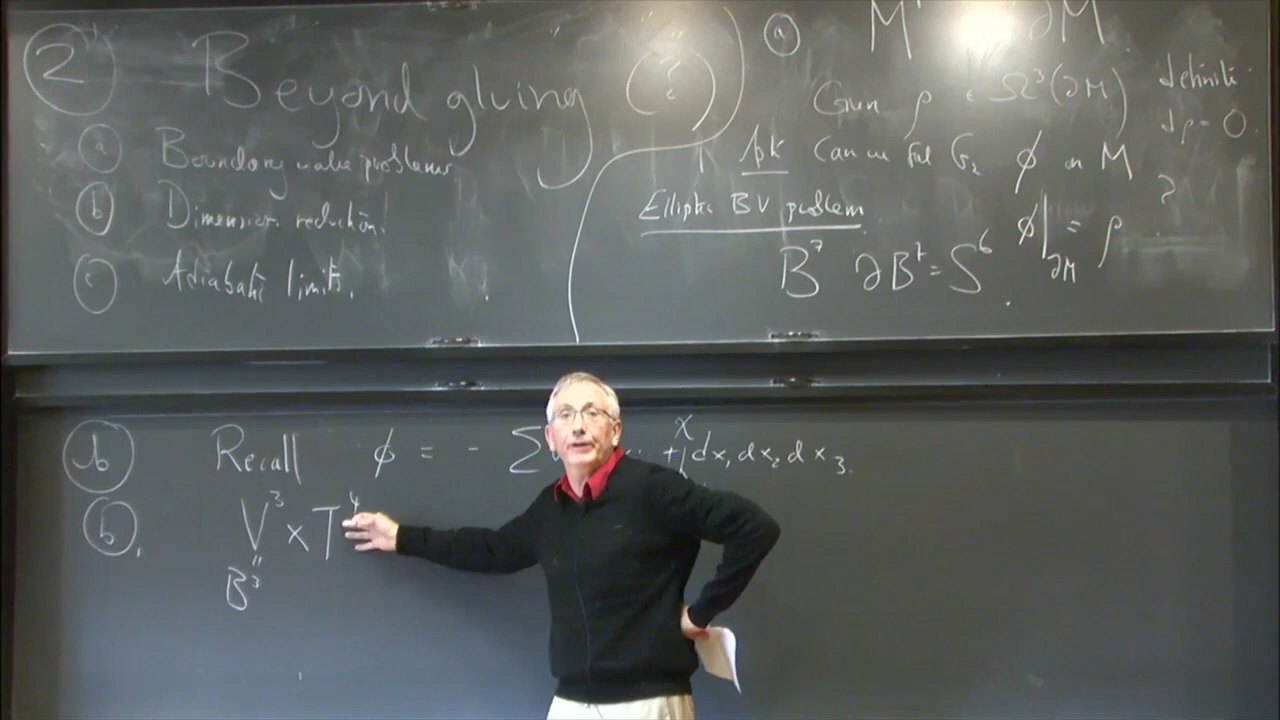 ② Beyond gluing (?)
ⓐ Boundary value problems
ⓑ Dimension reduction.
ⓒ Adiabatic limits.
ⓐ M⁷ ∂M.
Given ρ ∈ Ω³(∂M) definite
dρ = 0.
Ask Can we find G₂ ϕ on M
?
Elliptic BV problem
ϕ|∂M = ρ
B⁷ ∂B⁷ = S⁶
ⓑ Recall ϕ = - Σ + λ dx₁ dx₂ dx₃.
ⓑ. V³ × T⁴
"
B³